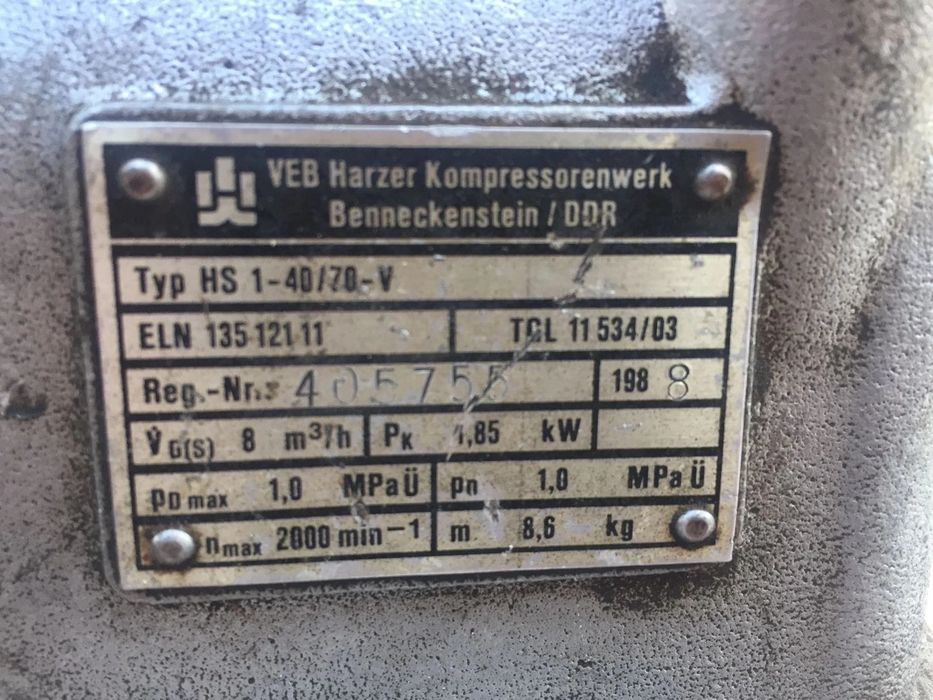 VEB Harzer Kompressorenwerk
Benneckenstein / DDR
Typ HS 1-40/70-V
ELN 135 121 11 TGL 11 534/03
Reg.-Nr. 405755 198 8
V̇ G(S) 8 m³/h PK 1,85 kW
pD max 1,0 MPaÜ pn 1,0 MPaÜ
nmax 2000 min-1 m 8,6 kg